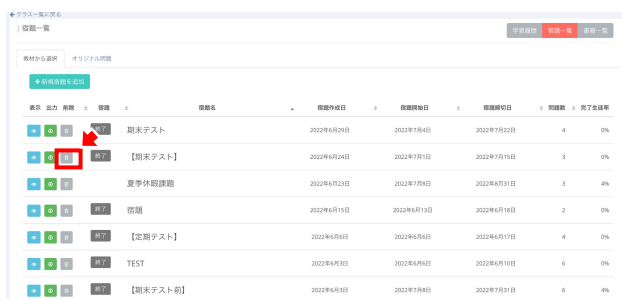 クラス一覧に戻る
宿題一覧
学習履歴 宿題一覧 書籍一覧
教材から選択 オリジナル問題
+新規宿題を追加
表示 出力 削除 宿題 宿題名 宿題作成日 宿題開始日 宿題締切日 問題数 完了生徒率
終了 期末テスト 2022年6月29日 2022年7月4日 2022年7月22日 4 0%
終了 【期末テスト】 2022年6月24日 2022年7月1日 2022年7月15日 3 0%
夏季休暇課題 2022年6月23日 2022年7月8日 2022年8月31日 3 4%
終了 宿題 2022年6月15日 2022年6月13日 2022年6月18日 2 0%
終了 【定期テスト】 2022年6月6日 2022年6月6日 2022年6月17日 4 0%
終了 TEST 2022年6月3日 2022年6月6日 2022年6月10日 6 0%
終了 【期末テスト前】 2022年6月3日 2022年7月8日 2022年7月31日 6 4%